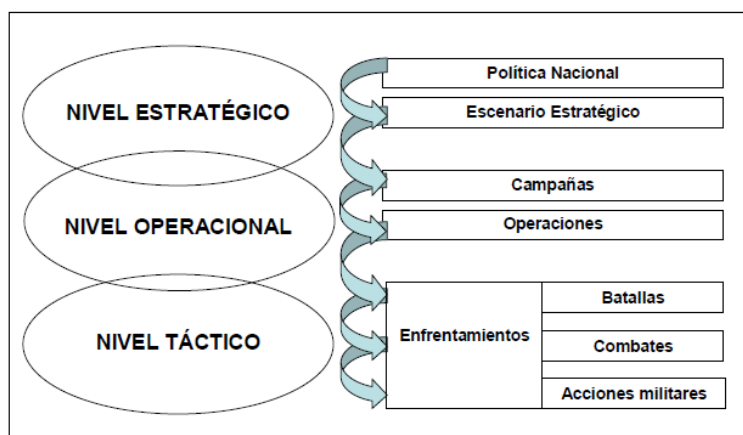 NIVEL ESTRATÉGICO
Política Nacional
Escenario Estratégico
NIVEL OPERACIONAL
Campañas
Operaciones
NIVEL TÁCTICO
Enfrentamientos
Batallas
Combates
Acciones militares